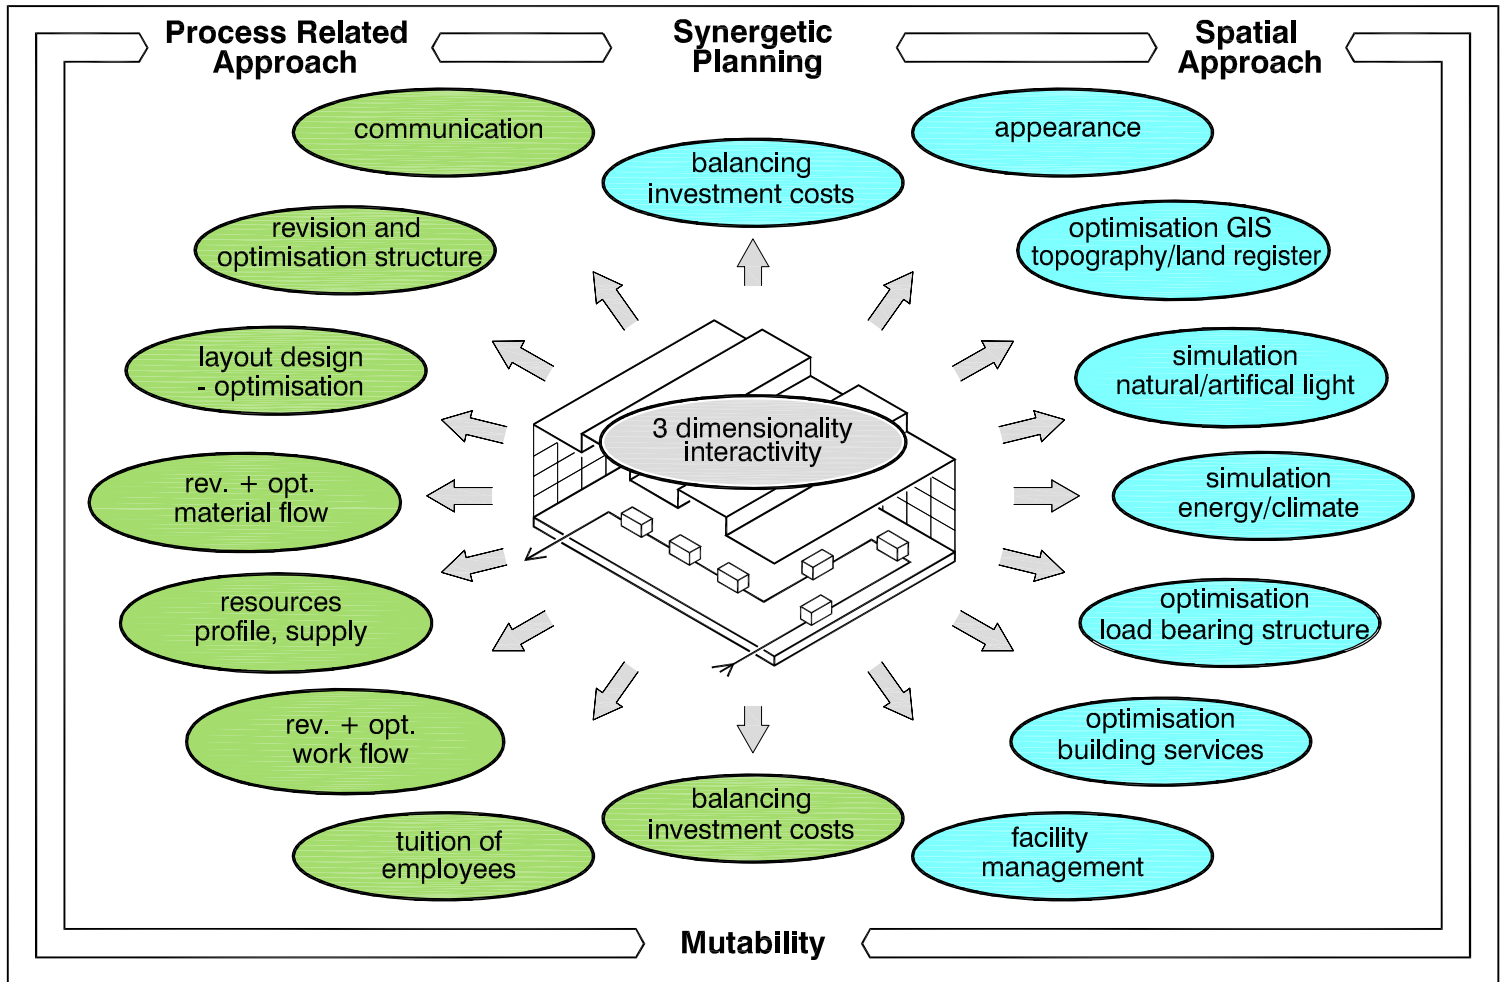 Process Related
Approach
Synergetic
Planning
Spatial
Approach
communication
balancing
investment costs
appearance
revision and
optimisation structure
optimisation GIS
topography/land register
layout design
- optimisation
simulation
natural/artifical light
3 dimensionality
interactivity
rev. + opt.
material flow
simulation
energy/climate
resources
profile, supply
optimisation
load bearing structure
rev. + opt.
work flow
optimisation
building services
balancing
investment costs
tuition of
employees
facility
management
Mutability